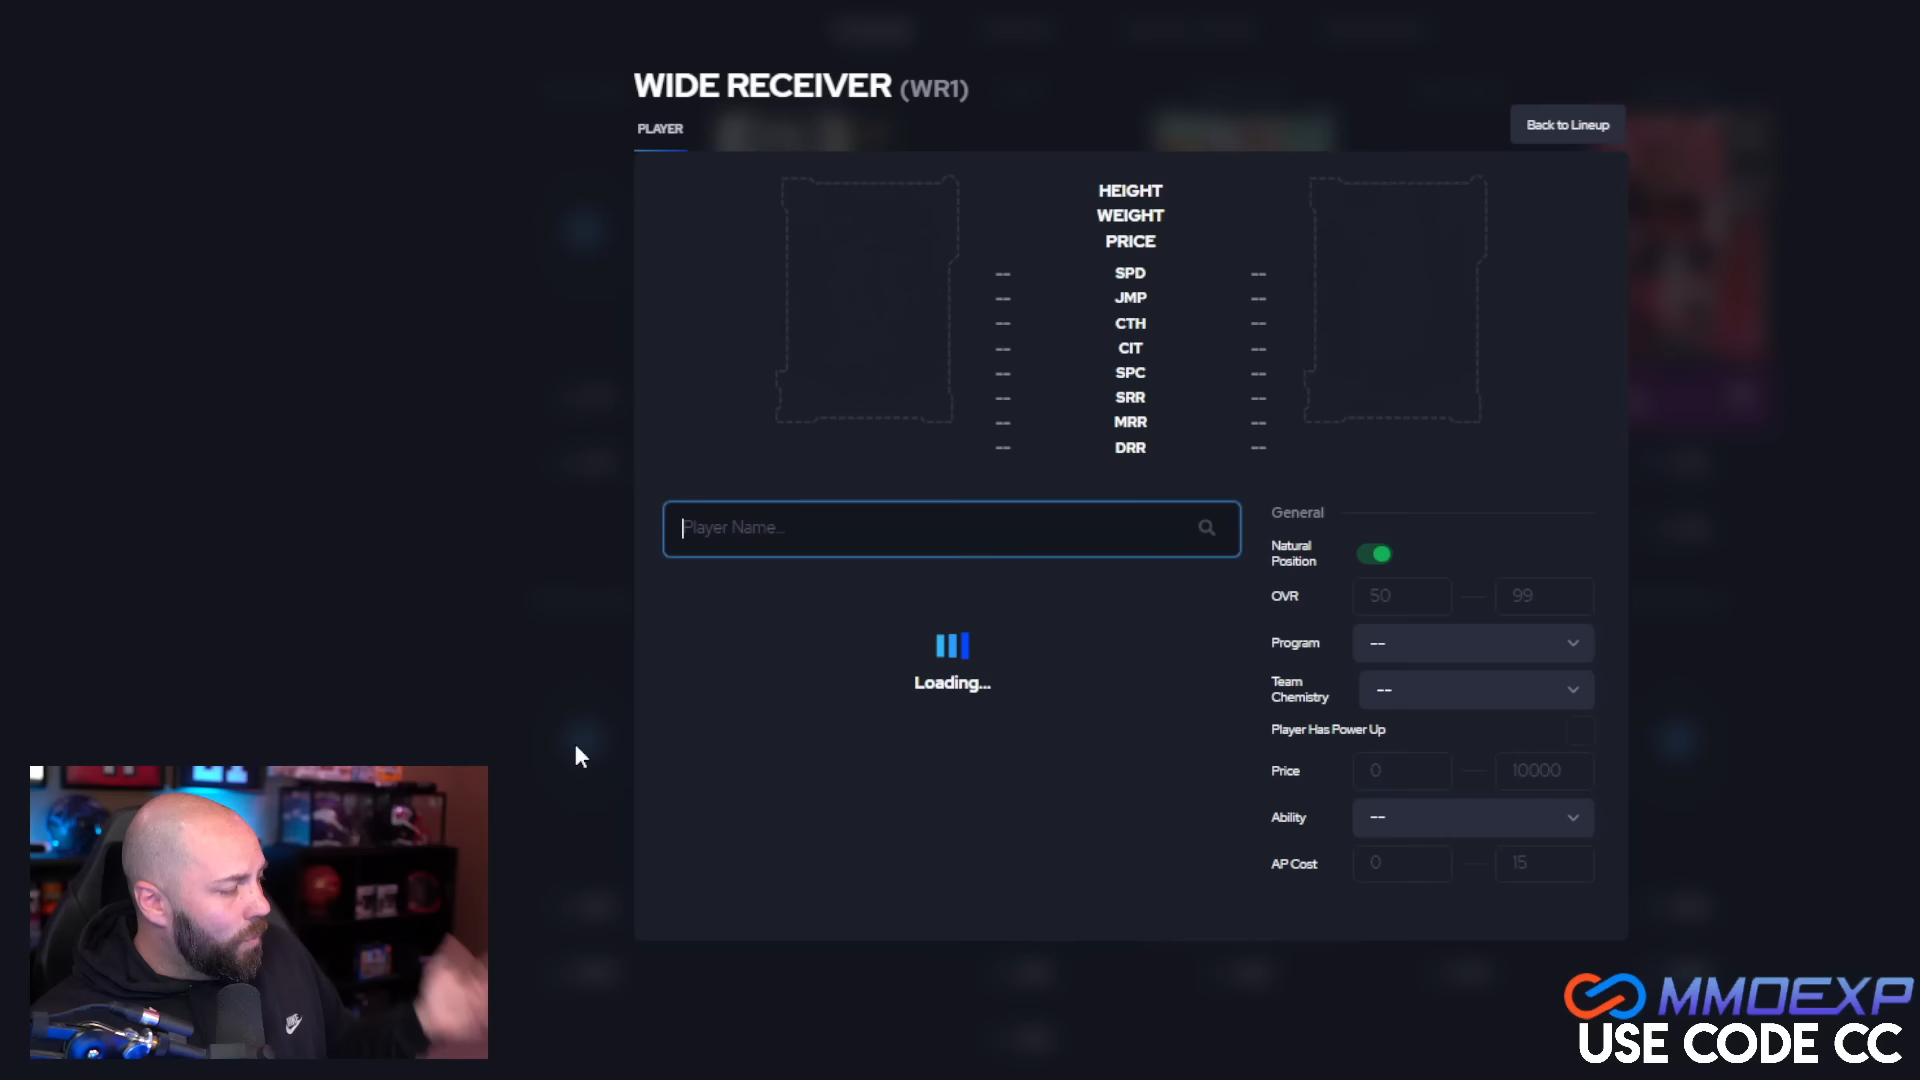 WIDE RECEIVER (WR1)
PLAYER
Back to Lineup
HEIGHT
WEIGHT
PRICE
-- SPD --
-- JMP --
-- CTH --
-- CIT --
-- SPC --
-- SRR --
-- MRR --
-- DRR --
Player Name...
Loading...
General
Natural
Position
OVR 50 — 99
Program --
Team
Chemistry --
Player Has Power Up
Price 0 — 10000
Ability --
AP Cost 0 — 15
MMOEXP
USE CODE CC